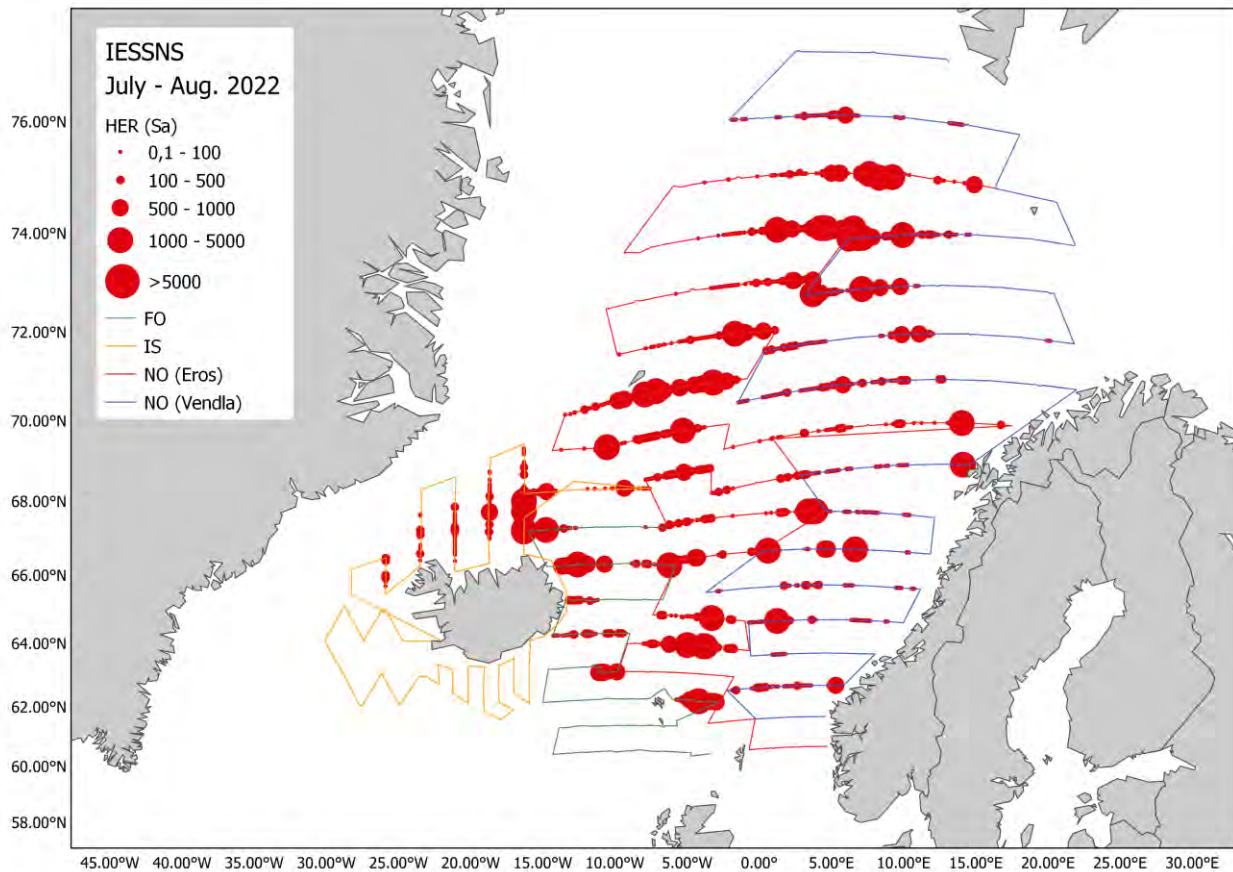 IESSNS
July - Aug. 2022
HER (Sa)
0,1 - 100
100 - 500
500 - 1000
1000 - 5000
>5000
FO
IS
NO (Eros)
NO (Vendla)
76.00°N
74.00°N
72.00°N
70.00°N
68.00°N
66.00°N
64.00°N
62.00°N
60.00°N
58.00°N
45.00°W 40.00°W 35.00°W 30.00°W 25.00°W 20.00°W 15.00°W 10.00°W 5.00°W 0.00° 5.00°E 10.00°E 15.00°E 20.00°E 25.00°E 30.00°E